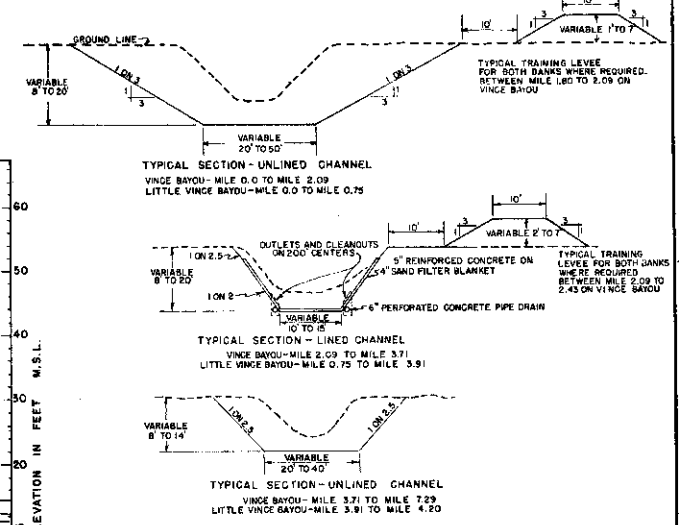 10'
10'
3
1
VARIABLE 1' TO 7'
3
1
GROUND LINE
TYPICAL TRAINING LEVEE
FOR BOTH BANKS WHERE REQUIRED.
BETWEEN MILE 1.80 TO 2.09 ON
VINCE BAYOU
VARIABLE
8' TO 20'
1 ON 3
1
3
1 ON 3
3
1
VARIABLE
20' TO 50'
TYPICAL SECTION - UNLINED CHANNEL
VINCE BAYOU - MILE 0.0 TO MILE 2.09
LITTLE VINCE BAYOU - MILE 0.0 TO MILE 0.75
60
50
40
30
20
ELEVATION IN FEET M.S.L.
10'
10'
3
1
VARIABLE 2' TO 7'
3
1
TYPICAL TRAINING
LEVEE FOR BOTH BANKS
WHERE REQUIRED
BETWEEN MILE 2.09 TO
2.43 ON VINCE BAYOU
OUTLETS AND CLEANOUTS
ON 200' CENTERS
5" REINFORCED CONCRETE ON
4" SAND FILTER BLANKET
1 ON 2.5
VARIABLE
8' TO 20'
1 ON 2
6" PERFORATED CONCRETE PIPE DRAIN
VARIABLE
10' TO 15'
TYPICAL SECTION - LINED CHANNEL
VINCE BAYOU - MILE 2.09 TO MILE 3.71
LITTLE VINCE BAYOU - MILE 0.75 TO MILE 3.91
VARIABLE
8' TO 14'
1 ON 2.5
1 ON 2.5
VARIABLE
20' TO 40'
TYPICAL SECTION - UNLINED CHANNEL
VINCE BAYOU - MILE 3.71 TO MILE 7.29
LITTLE VINCE BAYOU - MILE 3.91 TO MILE 4.20